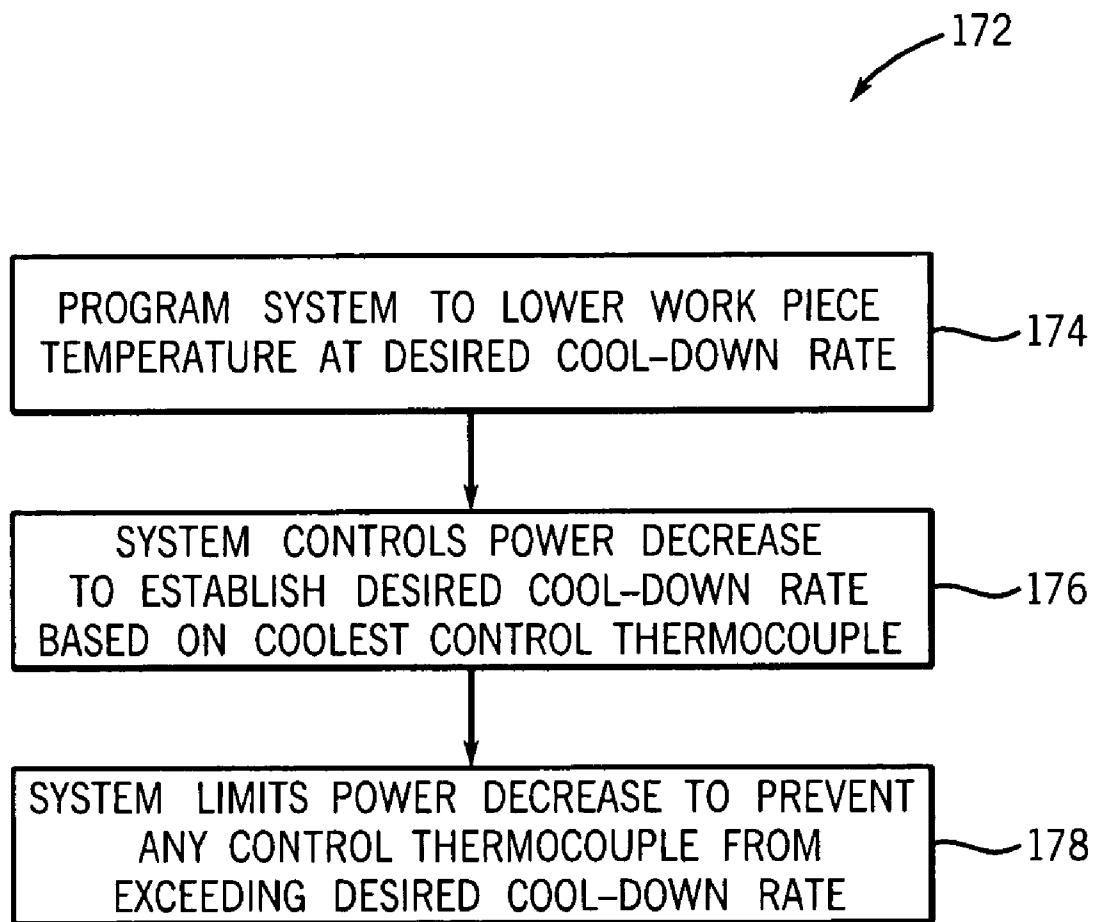 172
PROGRAM SYSTEM TO LOWER WORK PIECE
TEMPERATURE AT DESIRED COOL-DOWN RATE
174
SYSTEM CONTROLS POWER DECREASE
TO ESTABLISH DESIRED COOL-DOWN RATE
BASED ON COOLEST CONTROL THERMOCOUPLE
176
SYSTEM LIMITS POWER DECREASE TO PREVENT
ANY CONTROL THERMOCOUPLE FROM
EXCEEDING DESIRED COOL-DOWN RATE
178